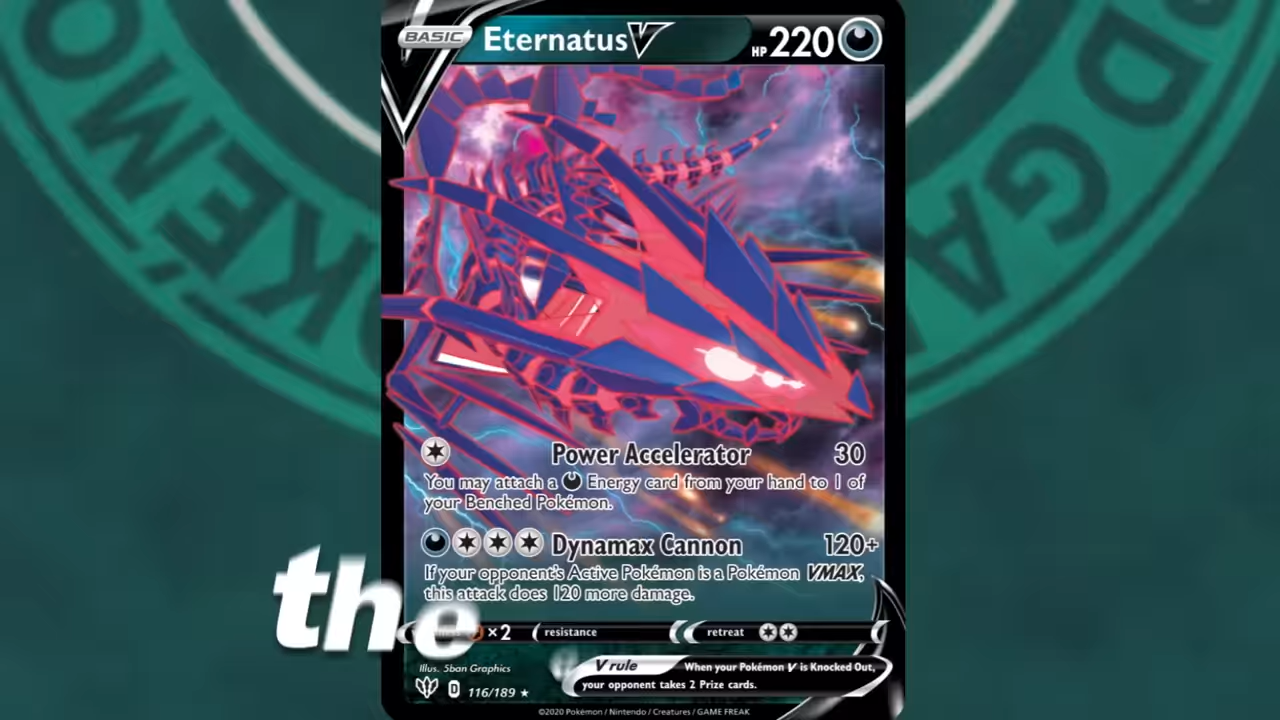 BASIC Eternatus V HP 220
Power Accelerator 30
You may attach a Energy card from your hand to 1 of
your Benched Pokémon.
Dynamax Cannon 120+
If your opponent's Active Pokémon is a Pokémon VMAX,
this attack does 120 more damage.
the
×2 resistance retreat
Illus. 5ban Graphics
V rule When your Pokémon V is Knocked Out,
your opponent takes 2 Prize cards.
D 116/189 ★
©2020 Pokémon / Nintendo / Creatures / GAME FREAK
POKÉMO
RD GA